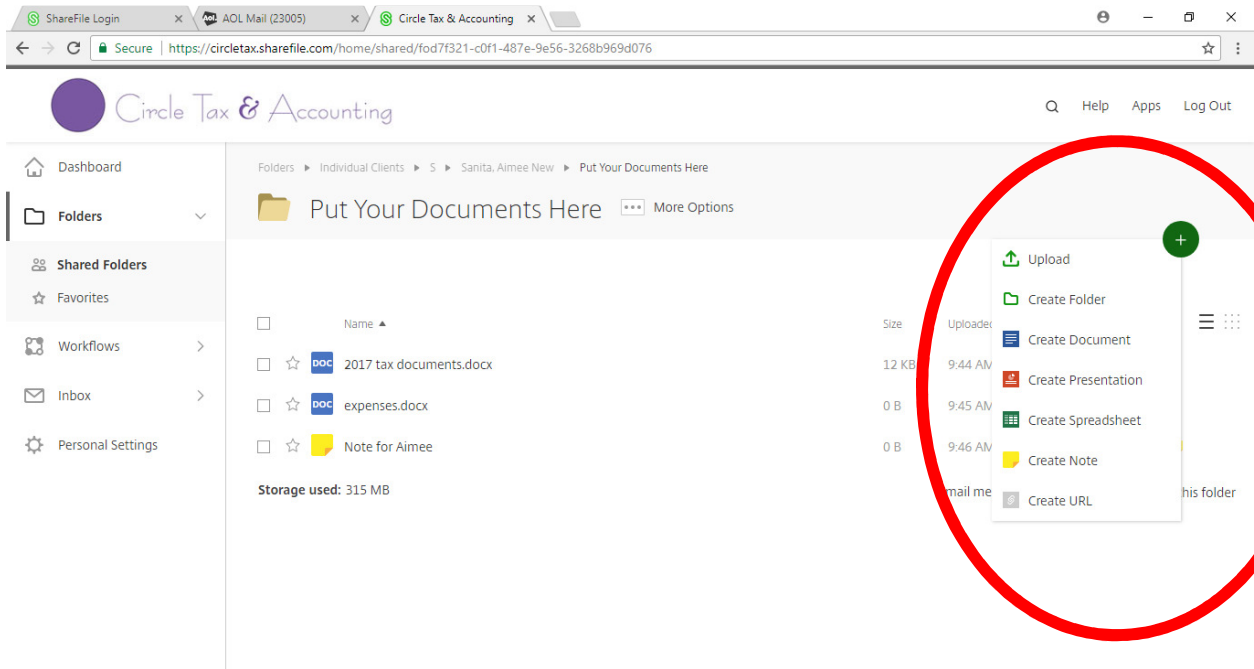 ShareFile Login
AOL Mail (23005)
Circle Tax & Accounting
Secure | https://circletax.sharefile.com/home/shared/fod7f321-c0f1-487e-9e56-3268b969d076
Circle Tax & Accounting
Help Apps Log Out
Dashboard
Folders
Shared Folders
Favorites
Workflows
Inbox
Personal Settings
Folders ▶ Individual Clients ▶ S ▶ Sanita, Aimee New ▶ Put Your Documents Here
Put Your Documents Here ••• More Options
Name ▲ Size Uploaded
DOC 2017 tax documents.docx 12 KB 9:44 AM
DOC expenses.docx 0 B 9:45 AM
Note for Aimee 0 B 9:46 AM
Storage used: 315 MB
mail me his folder
+
Upload
Create Folder
Create Document
Create Presentation
Create Spreadsheet
Create Note
Create URL